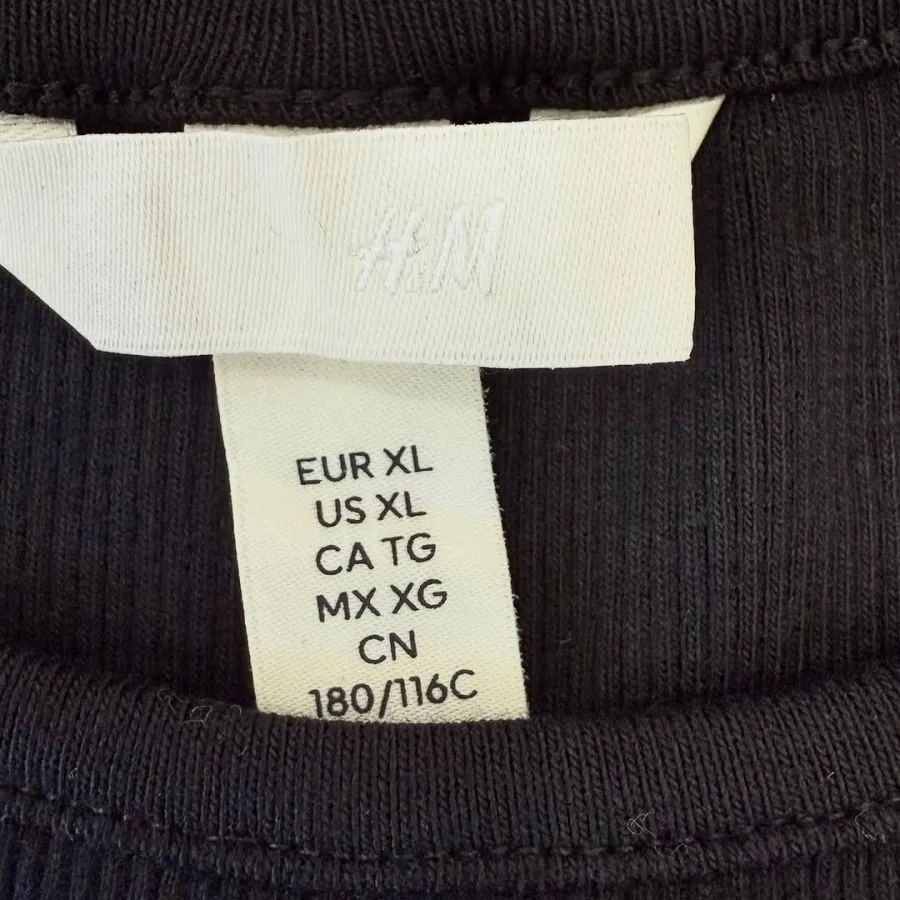 H&M
EUR XL
US XL
CA TG
MX XG
CN
180/116C